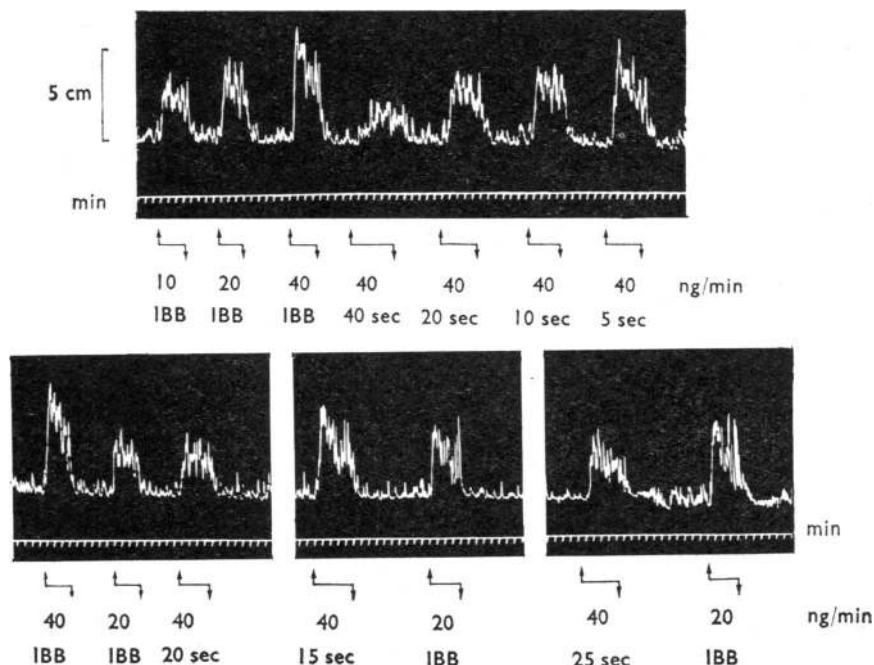 5 cm
min
10 20 40 40 40 40 40 ng/min
IBB IBB IBB 40 sec 20 sec 10 sec 5 sec
min
40 20 40 40 20 40 20 ng/min
IBB IBB 20 sec 15 sec IBB 25 sec IBB